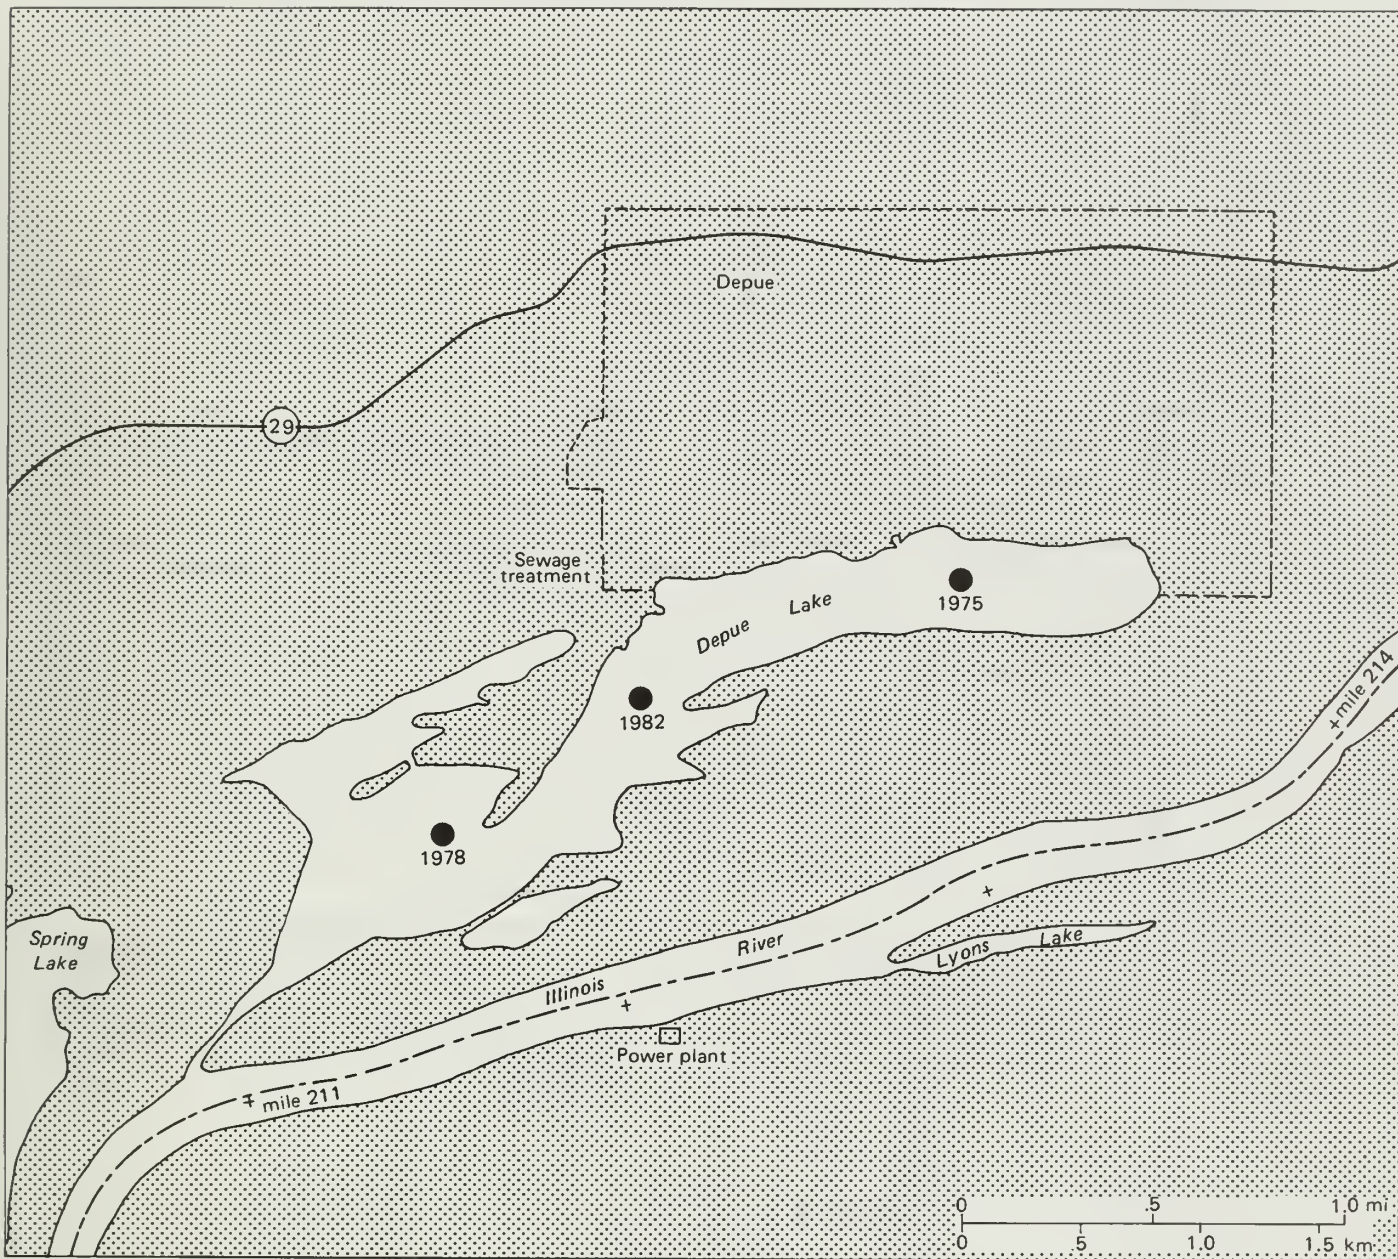 Depue
29
Sewage
treatment
Depue Lake
1975
1982
mile 214
1978
Spring
Lake
Illinois River
Lyons Lake
Power plant
mile 211
0 .5 1.0 mi
0 .5 1.0 1.5 km